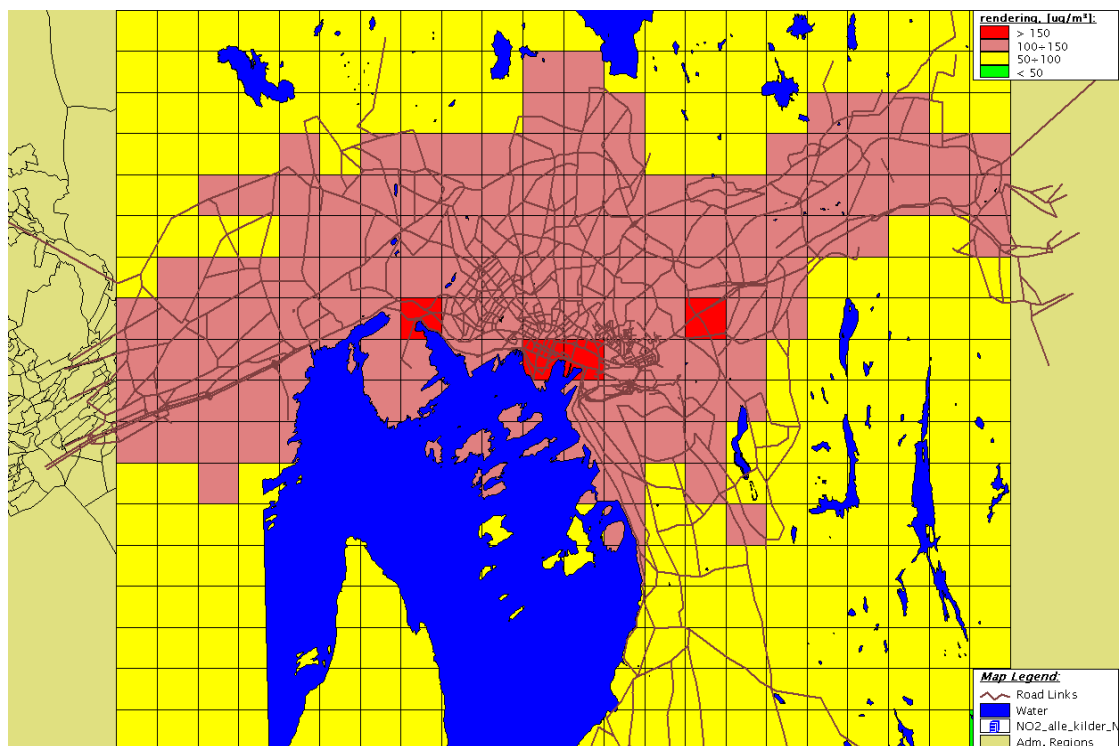 rendering, [ug/m³]:
> 150
100÷150
50÷100
< 50
Map Legend:
Road Links
Water
NO2_alle_kilder_N
Adm. Regions